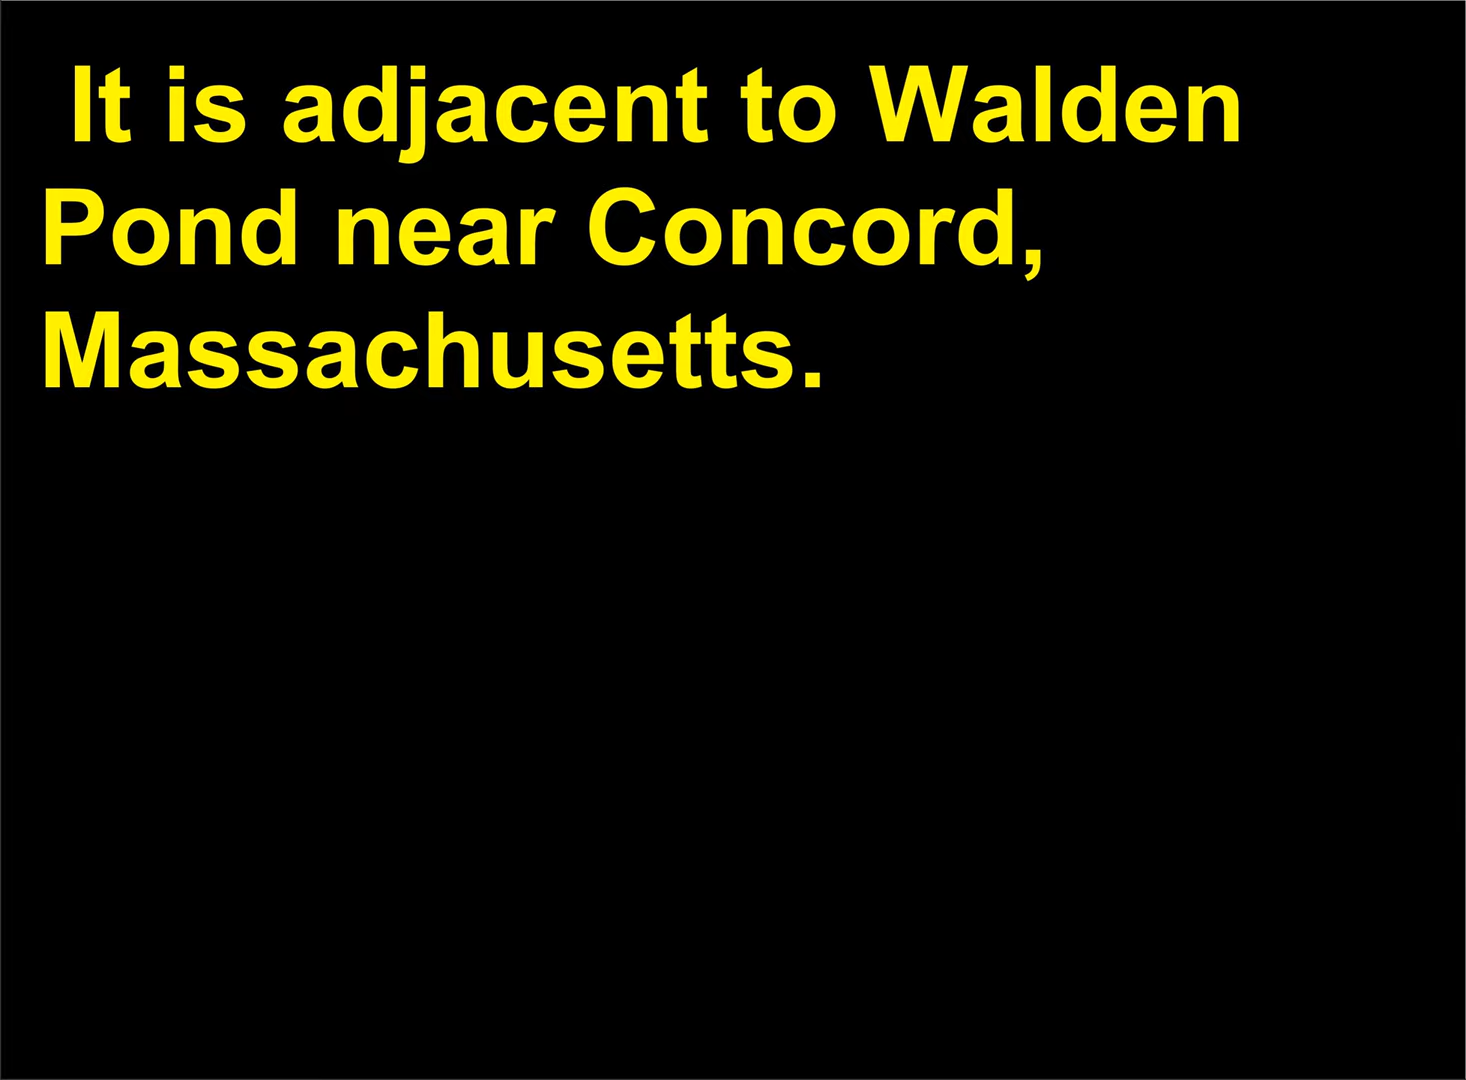 It is adjacent to Walden
Pond near Concord,
Massachusetts.